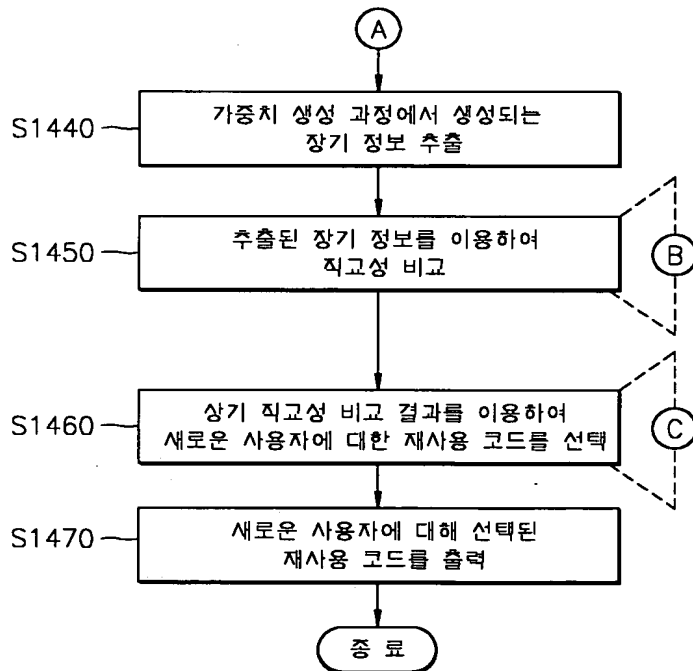 A
S1440
가중치 생성 과정에서 생성되는
장기 정보 추출
S1450
추출된 장기 정보를 이용하여
직교성 비교
B
S1460
상기 직교성 비교 결과를 이용하여
새로운 사용자에 대한 재사용 코드를 선택
C
S1470
새로운 사용자에 대해 선택된
재사용 코드를 출력
종 료